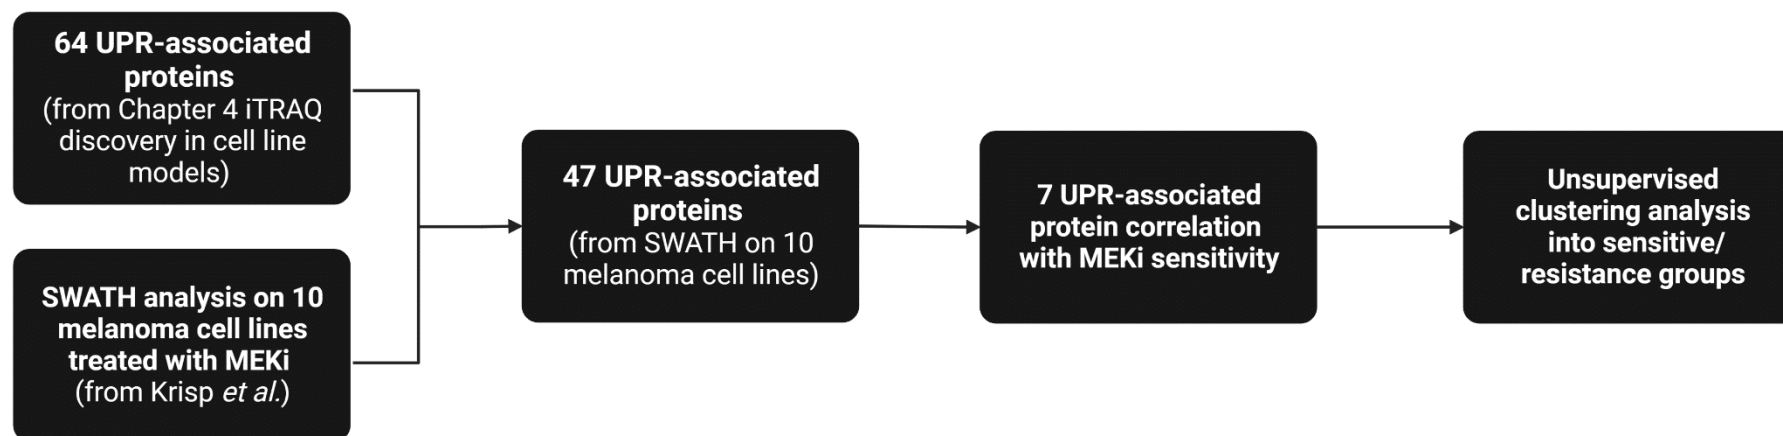 64 UPR-associated
proteins
(from Chapter 4 iTRAQ
discovery in cell line
models)
SWATH analysis on 10
melanoma cell lines
treated with MEKi
(from Krisp et al.)
47 UPR-associated
proteins
(from SWATH on 10
melanoma cell lines)
7 UPR-associated
protein correlation
with MEKi sensitivity
Unsupervised
clustering analysis
into sensitive/
resistance groups